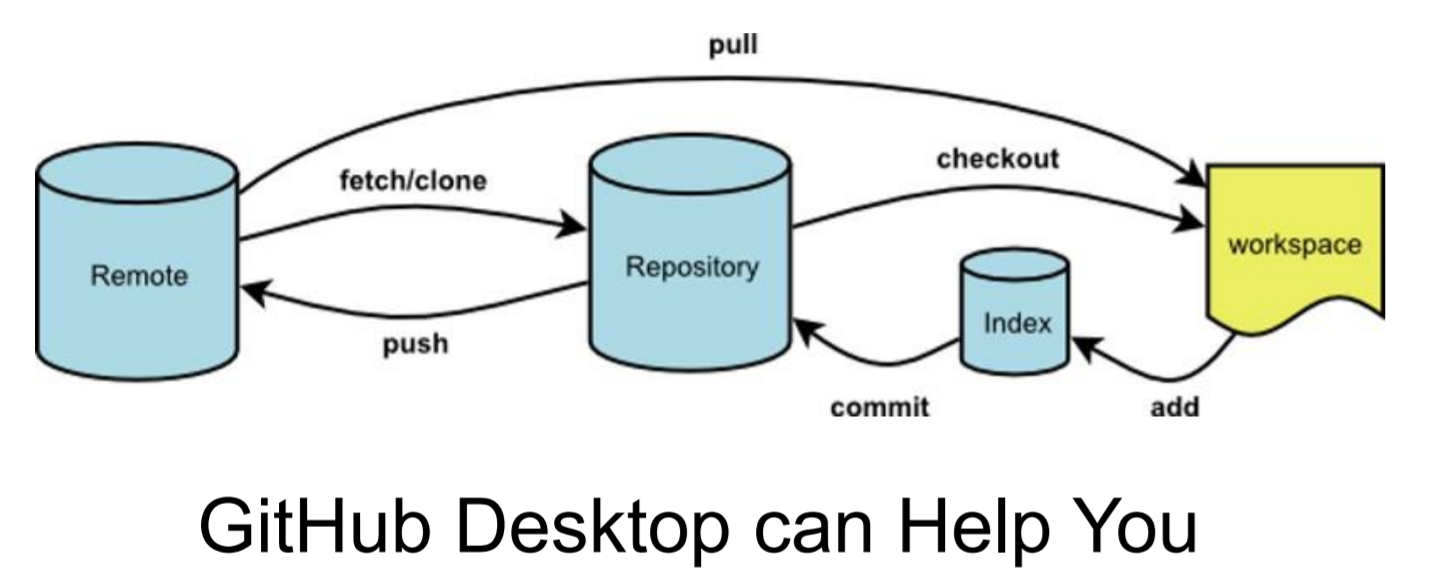 pull
fetch/clone
checkout
Remote
Repository
workspace
Index
push
commit
add
GitHub Desktop can Help You